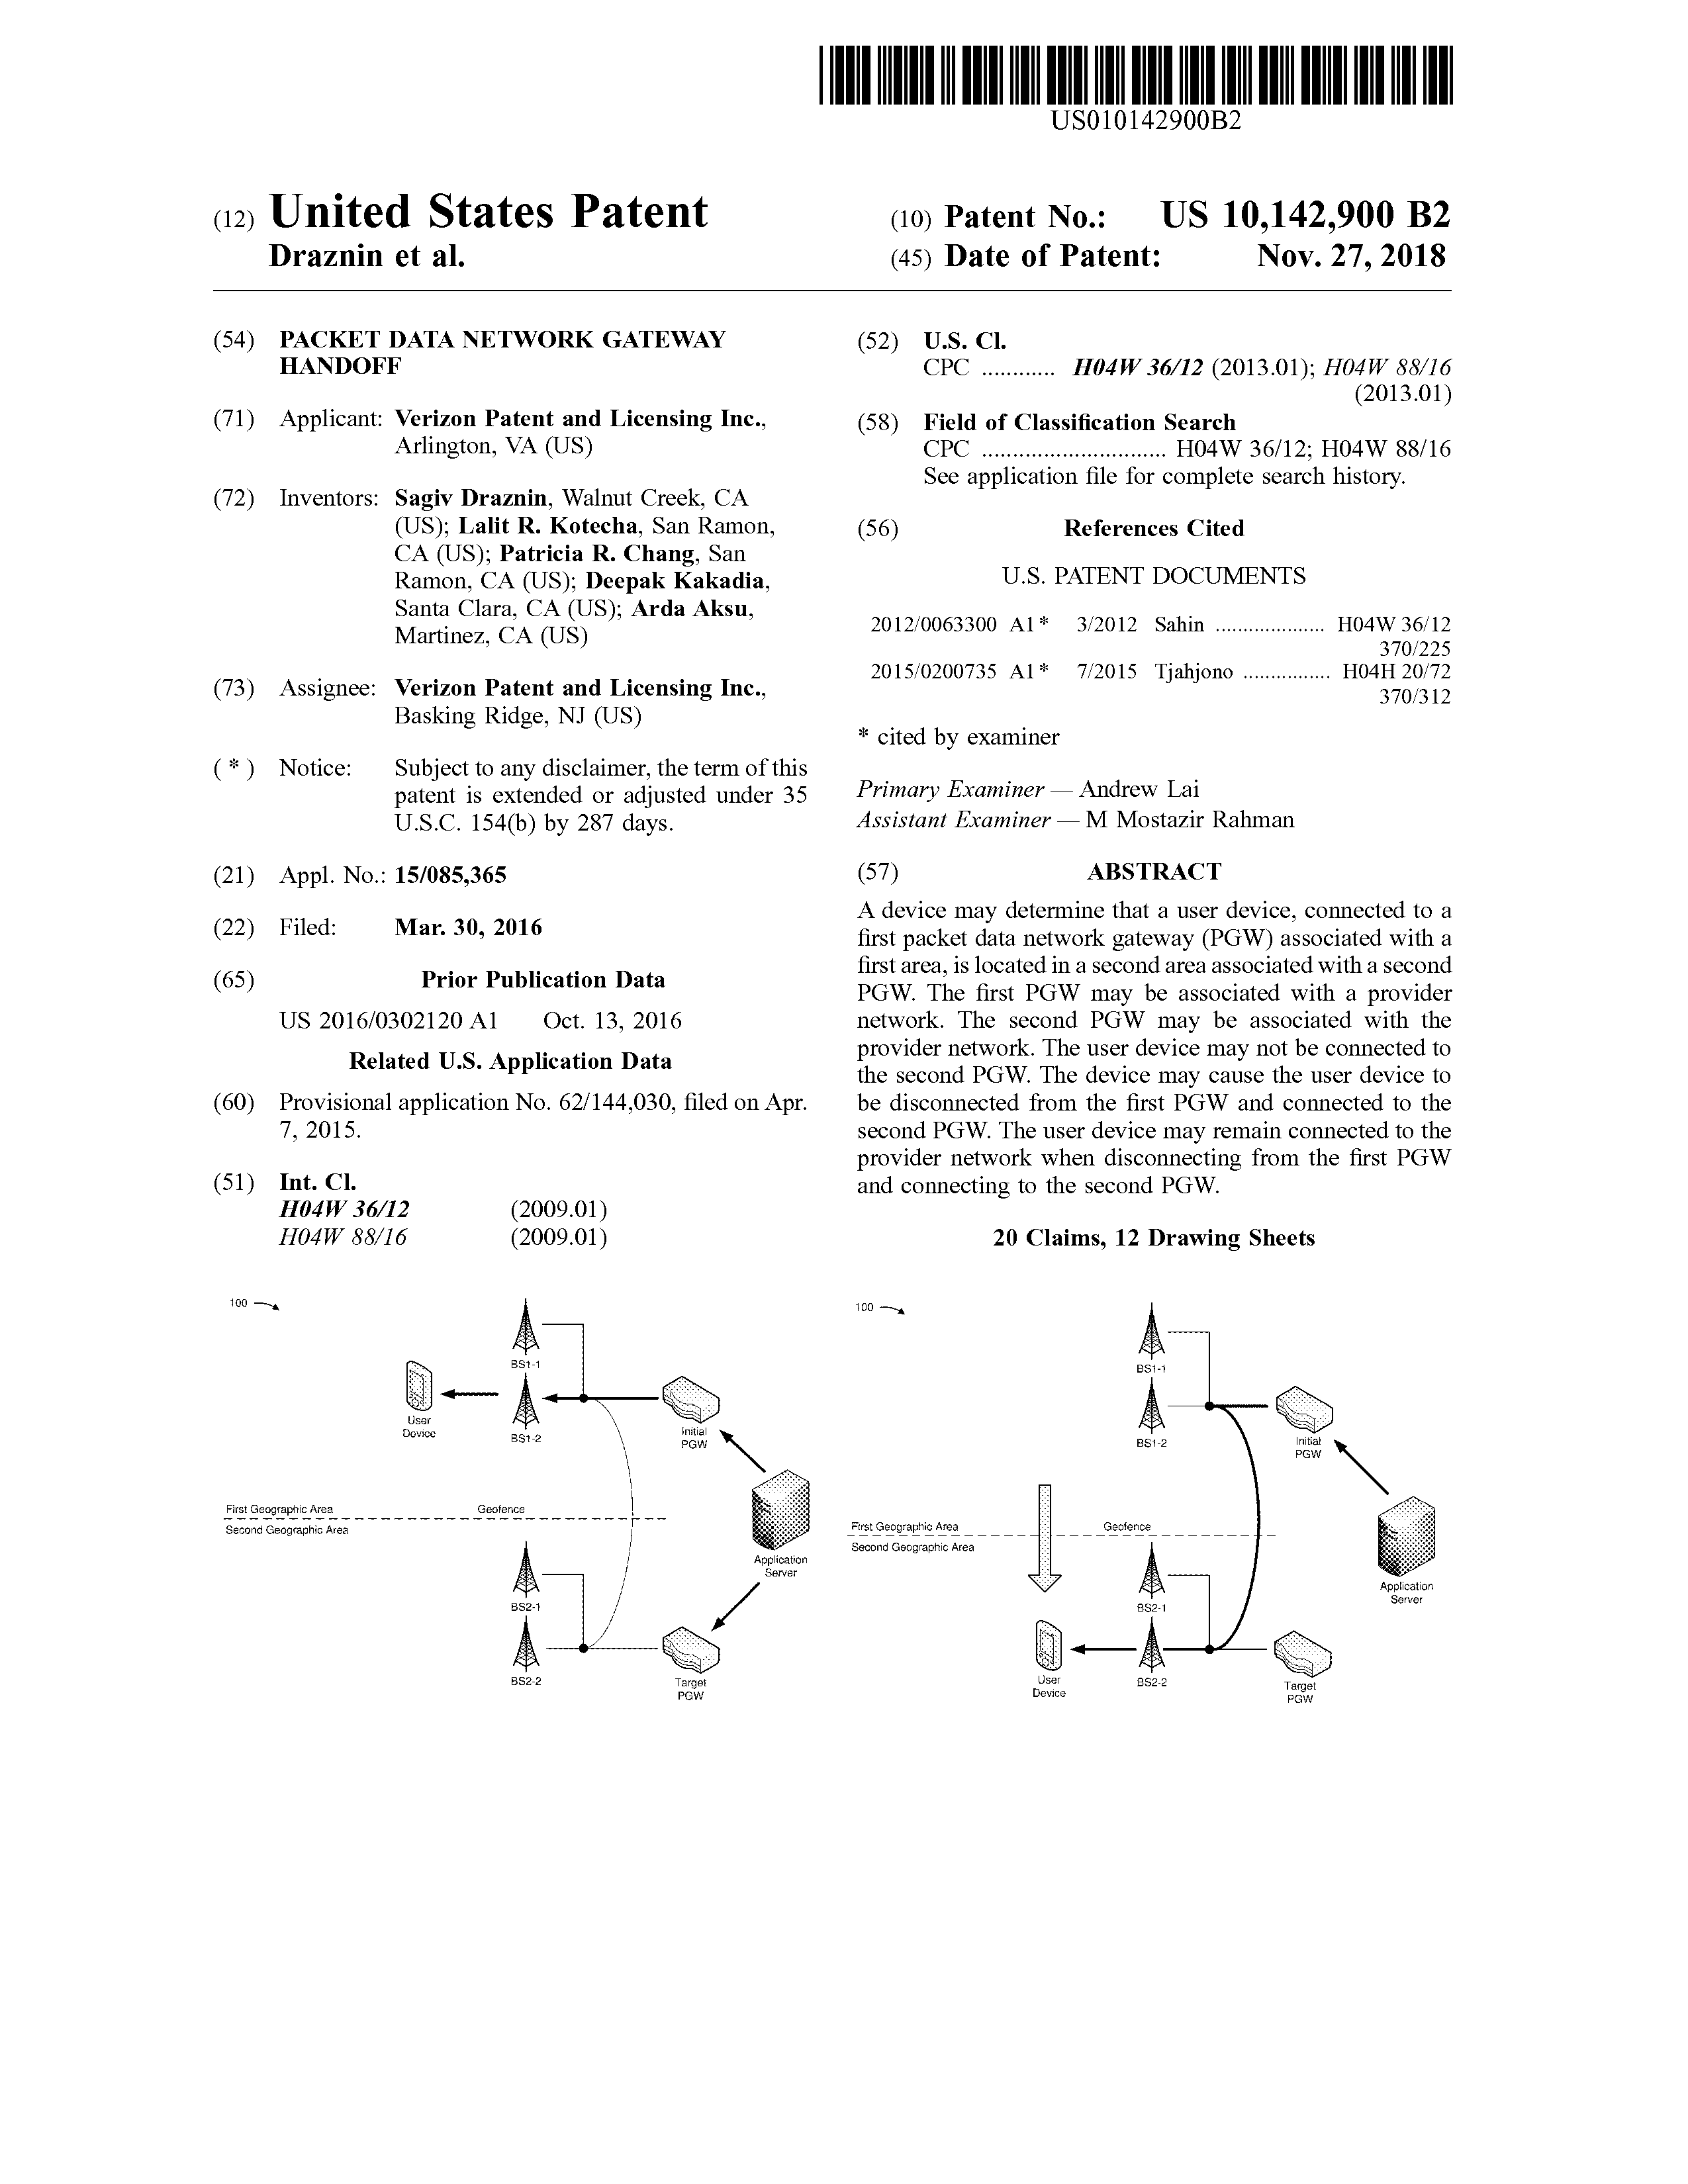 US010142900B2
(12) United States Patent
Draznin et al.
(10) Patent No.: US 10,142,900 B2
(45) Date of Patent: Nov. 27, 2018
(54) PACKET DATA NETWORK GATEWAY
HANDOFF
(71) Applicant: Verizon Patent and Licensing Inc.,
Arlington, VA (US)
(72) Inventors: Sagiv Draznin, Walnut Creek, CA
(US); Lalit R. Kotecha, San Ramon,
CA (US); Patricia R. Chang, San
Ramon, CA (US); Deepak Kakadia,
Santa Clara, CA (US); Arda Aksu,
Martinez, CA (US)
(73) Assignee: Verizon Patent and Licensing Inc.,
Basking Ridge, NJ (US)
( * ) Notice: Subject to any disclaimer, the term of this
patent is extended or adjusted under 35
U.S.C. 154(b) by 287 days.
(21) Appl. No.: 15/085,365
(22) Filed: Mar. 30, 2016
(65) Prior Publication Data
US 2016/0302120 A1 Oct. 13, 2016
Related U.S. Application Data
(60) Provisional application No. 62/144,030, filed on Apr.
7, 2015.
(51) Int. Cl.
H04W 36/12 (2009.01)
H04W 88/16 (2009.01)
(52) U.S. Cl.
CPC ............ H04W 36/12 (2013.01); H04W 88/16
(2013.01)
(58) Field of Classification Search
CPC .............................. H04W 36/12; H04W 88/16
See application file for complete search history.
(56) References Cited
U.S. PATENT DOCUMENTS
2012/0063300 A1* 3/2012 Sahin .................... H04W 36/12
370/225
2015/0200735 A1* 7/2015 Tjahjono ................ H04H 20/72
370/312
* cited by examiner
Primary Examiner — Andrew Lai
Assistant Examiner — M Mostazir Rahman
(57) ABSTRACT
A device may determine that a user device, connected to a
first packet data network gateway (PGW) associated with a
first area, is located in a second area associated with a second
PGW. The first PGW may be associated with a provider
network. The second PGW may be associated with the
provider network. The user device may not be connected to
the second PGW. The device may cause the user device to
be disconnected from the first PGW and connected to the
second PGW. The user device may remain connected to the
provider network when disconnecting from the first PGW
and connecting to the second PGW.
20 Claims, 12 Drawing Sheets
100
BS1-1
User
Device
BS1-2
Initial
PGW
First Geographic Area
Geofence
Second Geographic Area
Application
Server
BS2-1
BS2-2
Target
PGW
100
BS1-1
BS1-2
Initial
PGW
First Geographic Area
Geofence
Second Geographic Area
Application
Server
BS2-1
User
Device
BS2-2
Target
PGW